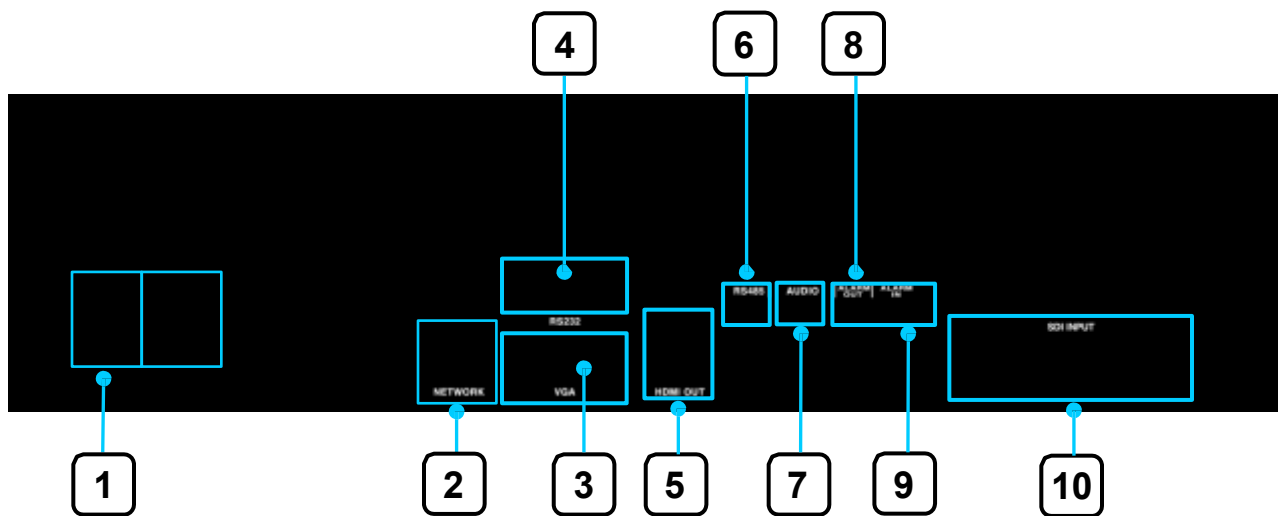 4 6 8
RS485 AUDIO ALARM OUT ALARM IN
RS232
SDI INPUT
NETWORK VGA HDMI OUT
1 2 3 5 7 9 10